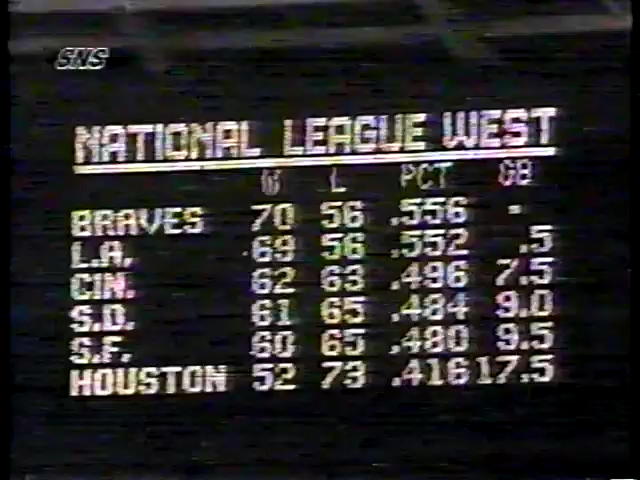 SNS
NATIONAL LEAGUE WEST
W L PCT GB
BRAVES 70 56 .556 -
L.A. 69 56 .552 .5
CIN. 62 63 .496 7.5
S.D. 61 65 .484 9.0
S.F. 60 65 .480 9.5
HOUSTON 52 73 .416 17.5